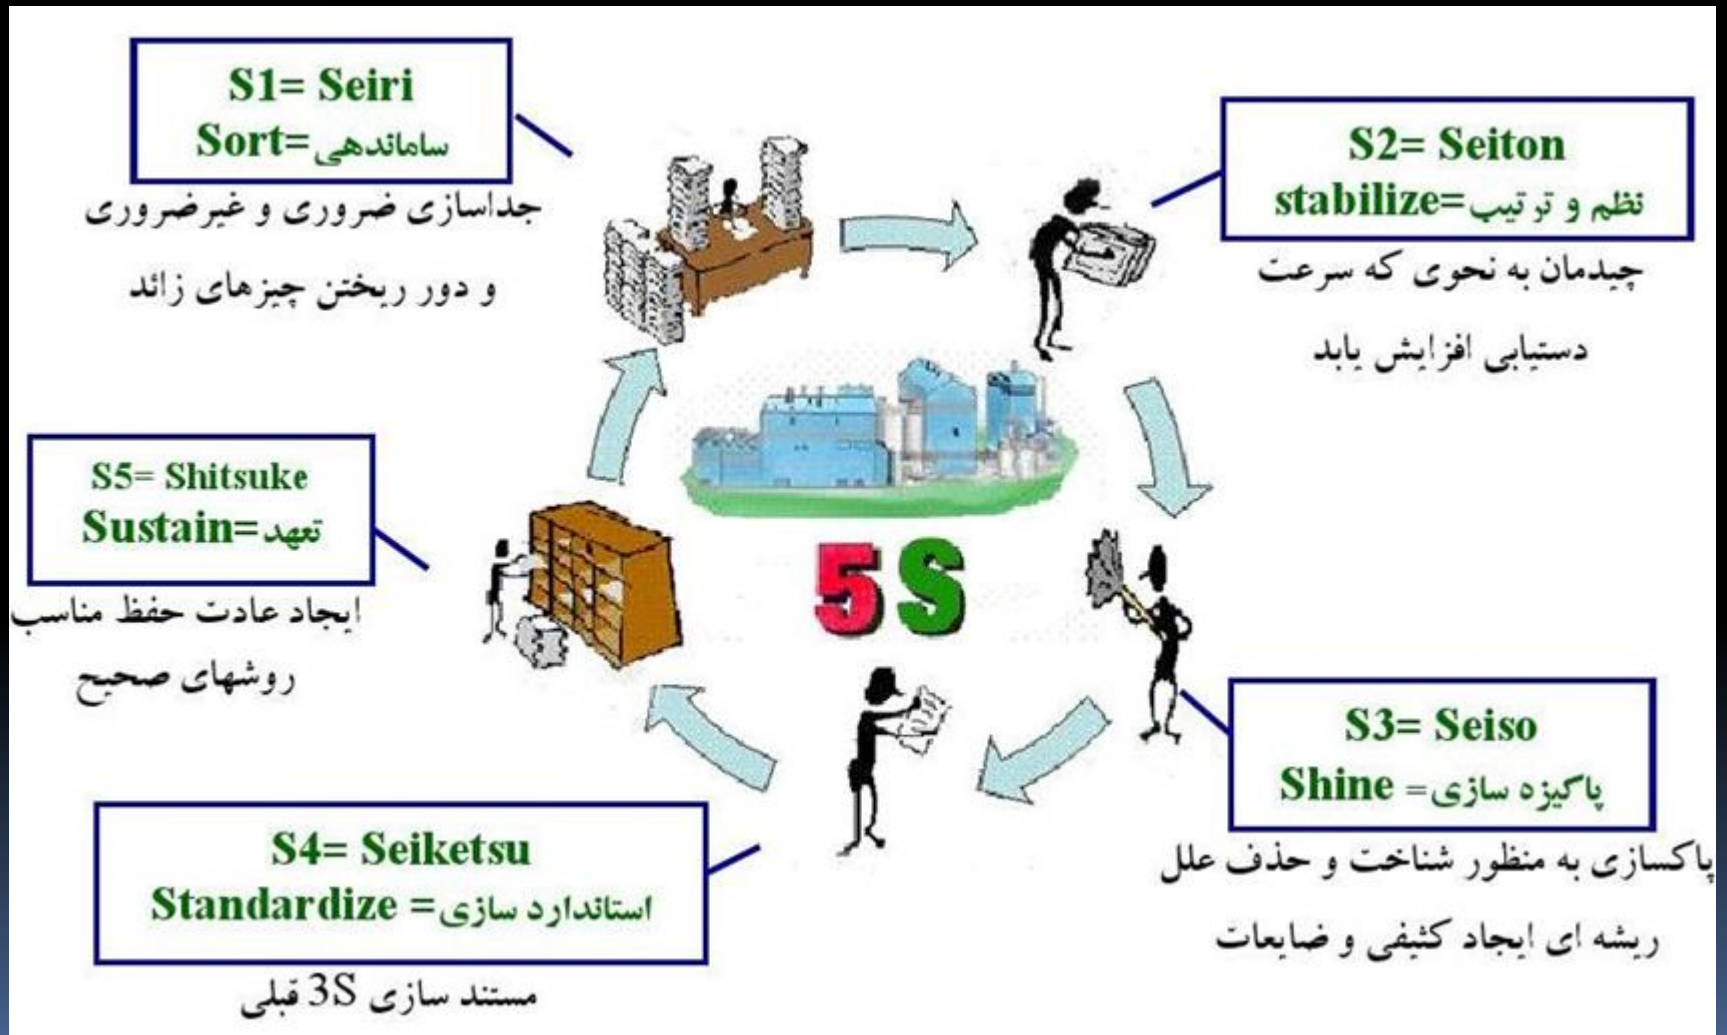 S1= Seiri
Sort=ساماندهی
جداسازی ضروری و غیرضروری
و دور ریختن چیزهای زائد
S2= Seiton
stabilize=نظم و ترتیب
چیدمان به نحوی که سرعت
دستیابی افزایش یابد
S3= Seiso
Shine =پاکیزه سازی
پاکسازی به منظور شناخت و حذف علل
ریشه ای ایجاد کثیفی و ضایعات
S4= Seiketsu
Standardize =استاندارد سازی
مستند سازی 3S قبلی
S5= Shitsuke
Sustain=تعهد
ایجاد عادت حفظ مناسب
روشهای صحیح
5S